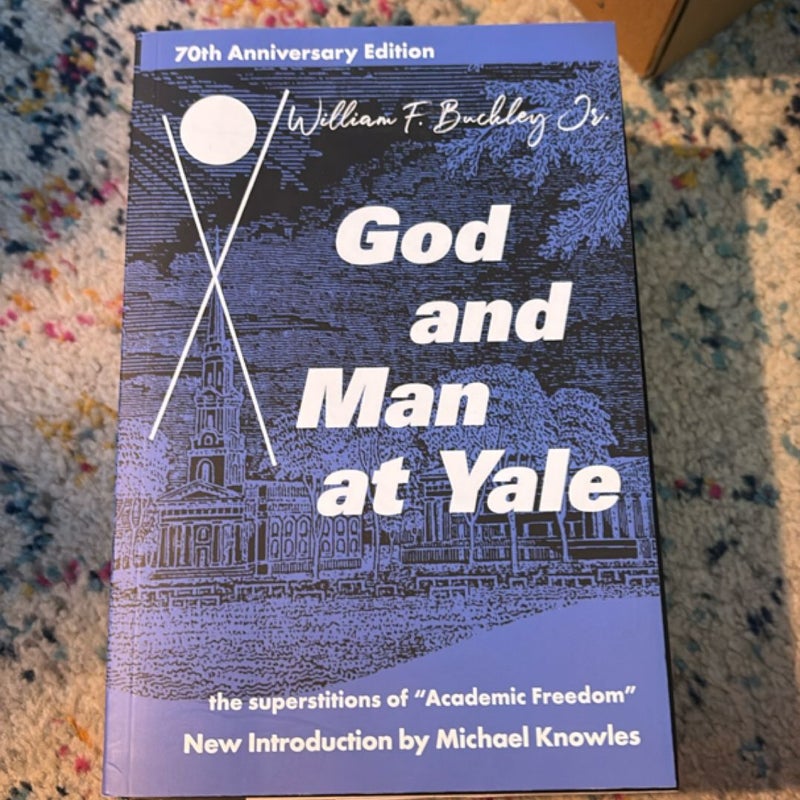 70th Anniversary Edition
William F. Buckley Jr.
God
and
Man
at Yale
the superstitions of “Academic Freedom”
New Introduction by Michael Knowles